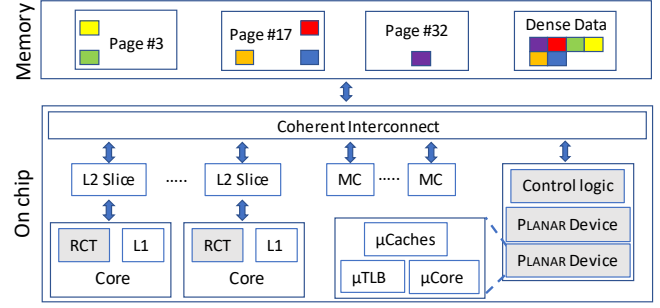 Memory
Page #3
Page #17
Page #32
Dense Data
On chip
Coherent Interconnect
L2 Slice ..... L2 Slice
MC ..... MC
Control logic
PLANAR Device
PLANAR Device
RCT L1
Core
RCT L1
Core
μCaches
μTLB μCore